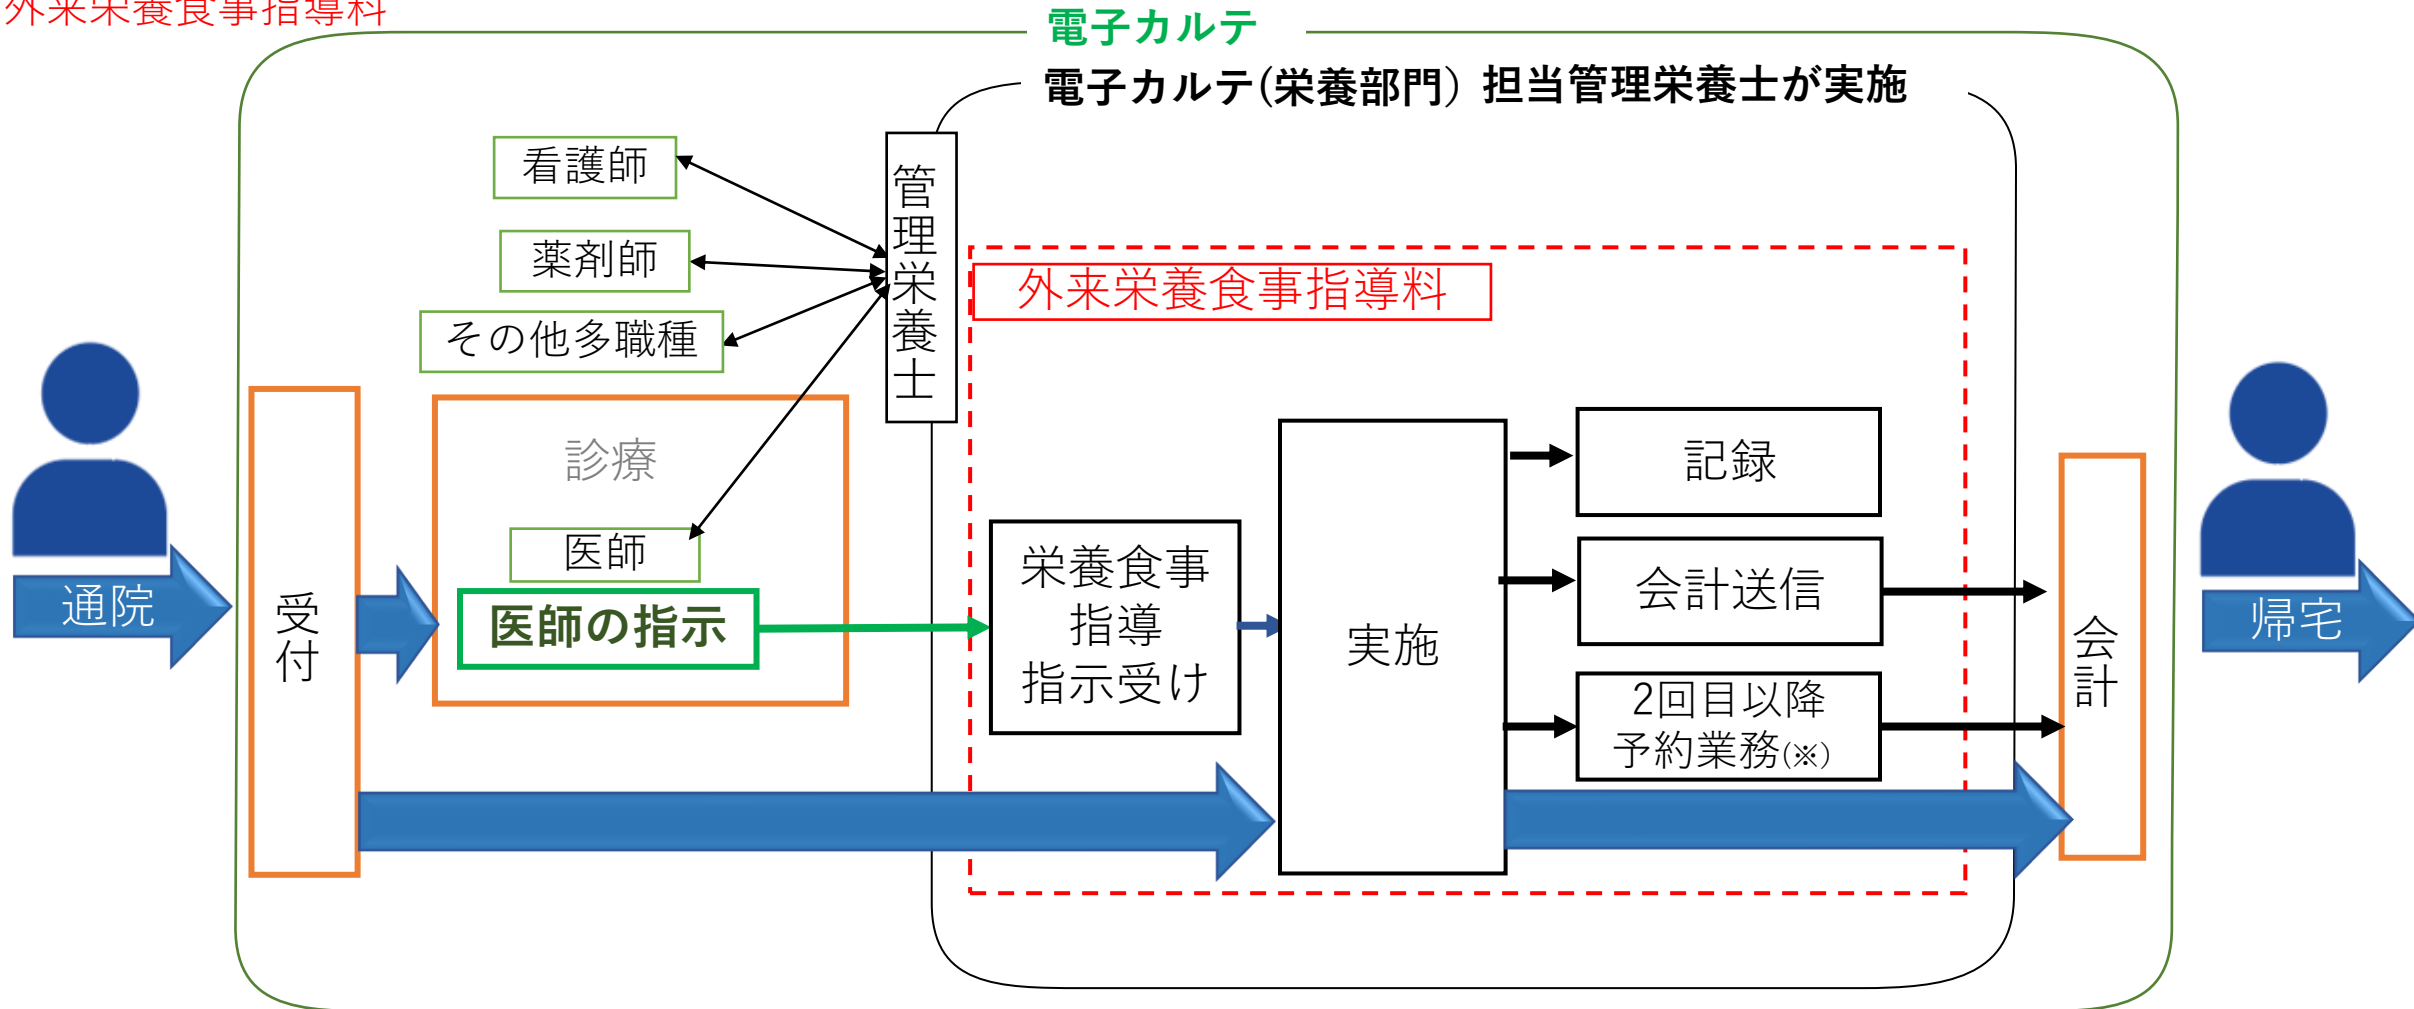 外来栄養食事指導料
電子カルテ
電子カルテ(栄養部門) 担当管理栄養士が実施
看護師
薬剤師
その他多職種
管理栄養士
外来栄養食事指導料
診療
医師
医師の指示
通院
受付
栄養食事
指導
指示受け
実施
記録
会計送信
2回目以降
予約業務(※)
会計
帰宅